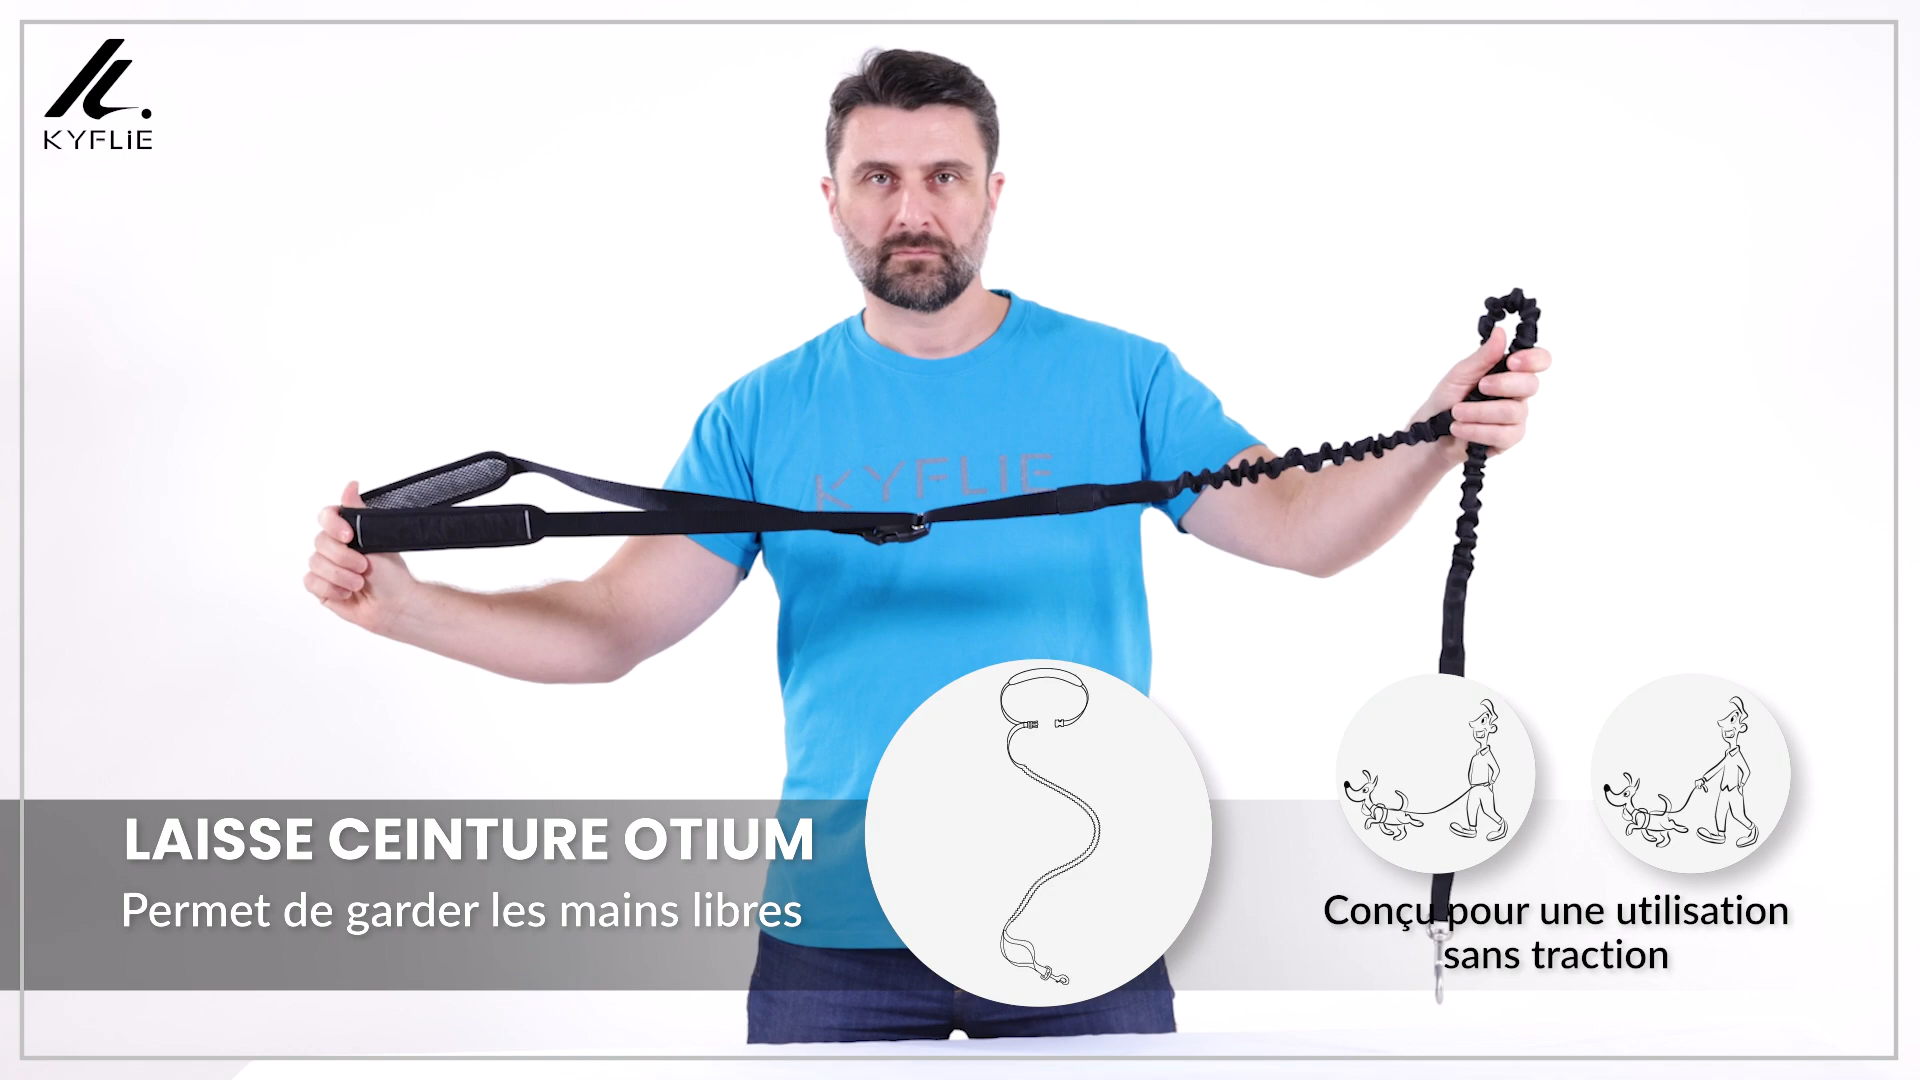 KYFLIE
KYFLIE
LAISSE CEINTURE OTIUM
Permet de garder les mains libres
Conçu pour une utilisation
sans traction